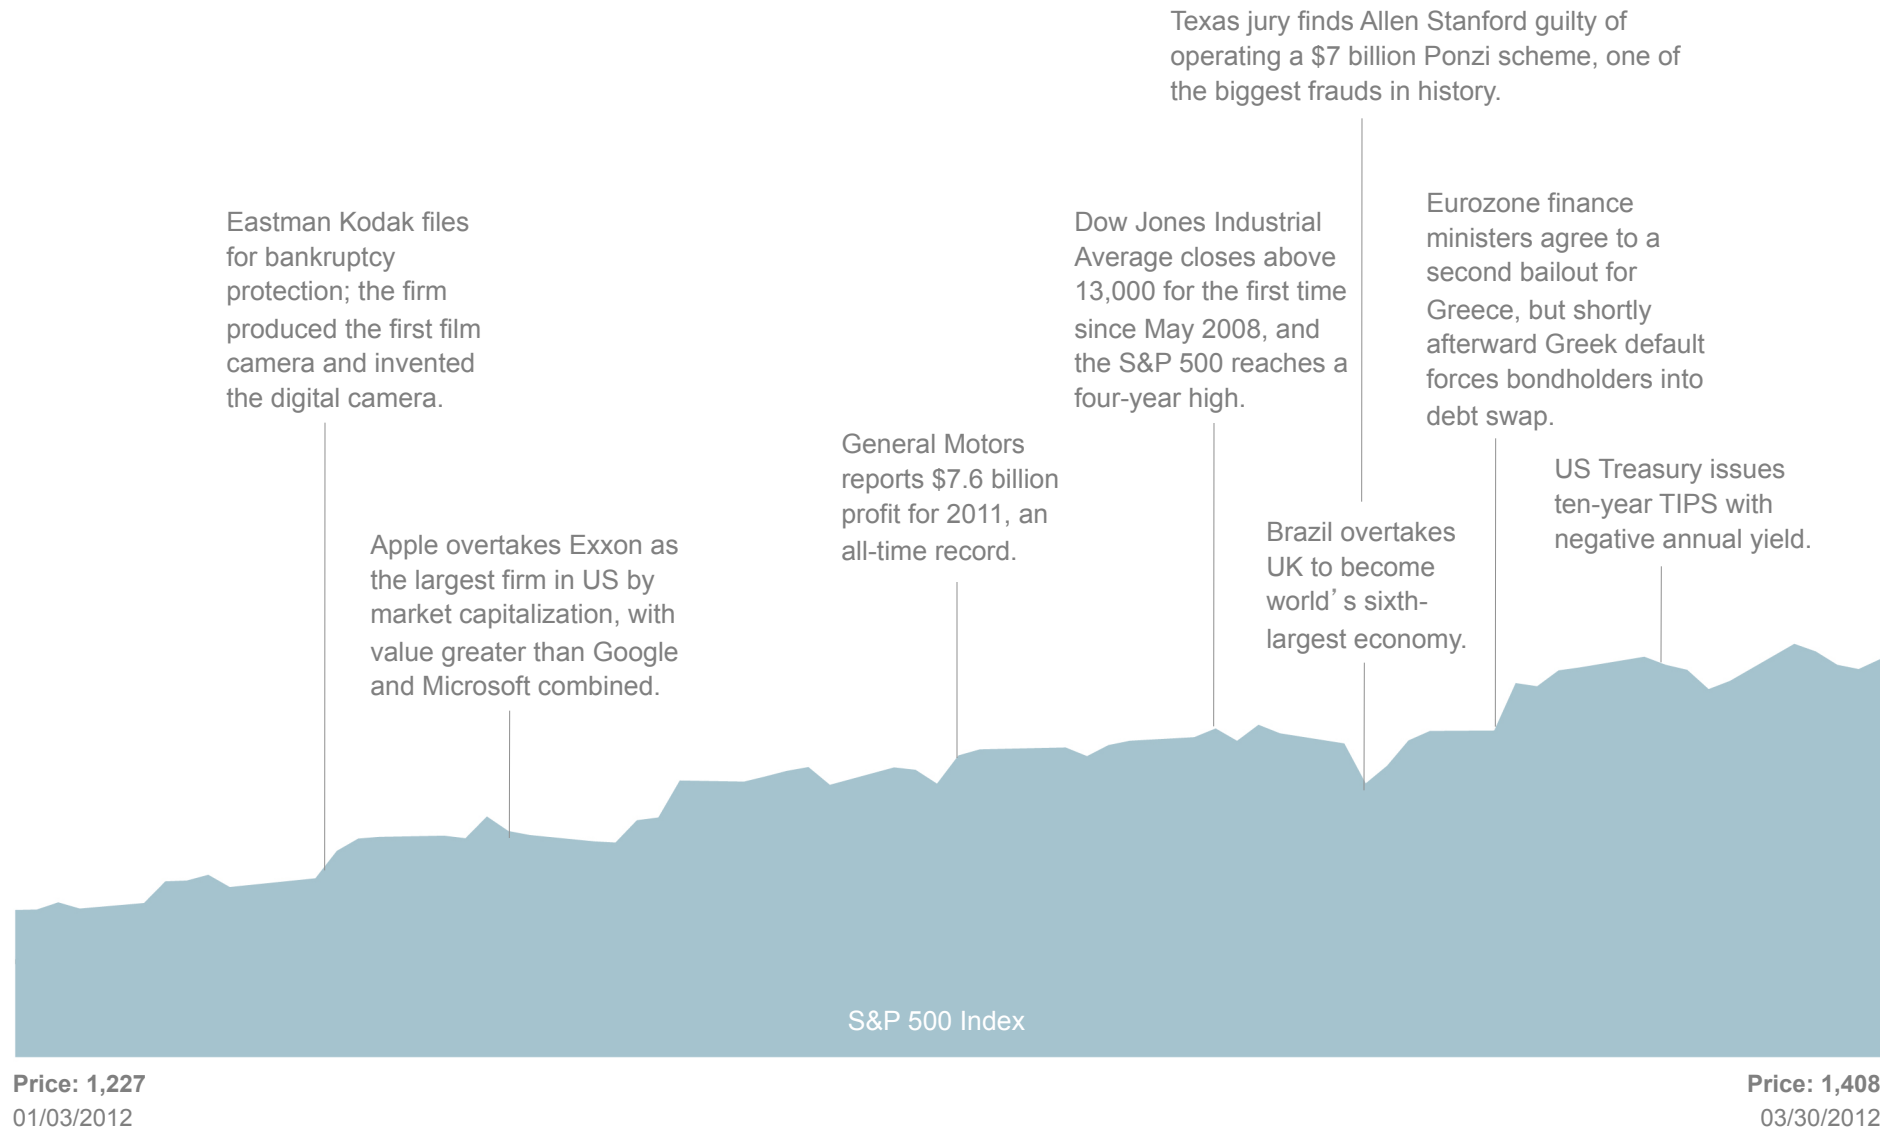 Texas jury finds Allen Stanford guilty of
operating a $7 billion Ponzi scheme, one of
the biggest frauds in history.
Eastman Kodak files
for bankruptcy
protection; the firm
produced the first film
camera and invented
the digital camera.
Apple overtakes Exxon as
the largest firm in US by
market capitalization, with
value greater than Google
and Microsoft combined.
General Motors
reports $7.6 billion
profit for 2011, an
all-time record.
Dow Jones Industrial
Average closes above
13,000 for the first time
since May 2008, and
the S&P 500 reaches a
four-year high.
Brazil overtakes
UK to become
world’s sixth-
largest economy.
Eurozone finance
ministers agree to a
second bailout for
Greece, but shortly
afterward Greek default
forces bondholders into
debt swap.
US Treasury issues
ten-year TIPS with
negative annual yield.
S&P 500 Index
Price: 1,227
01/03/2012
Price: 1,408
03/30/2012